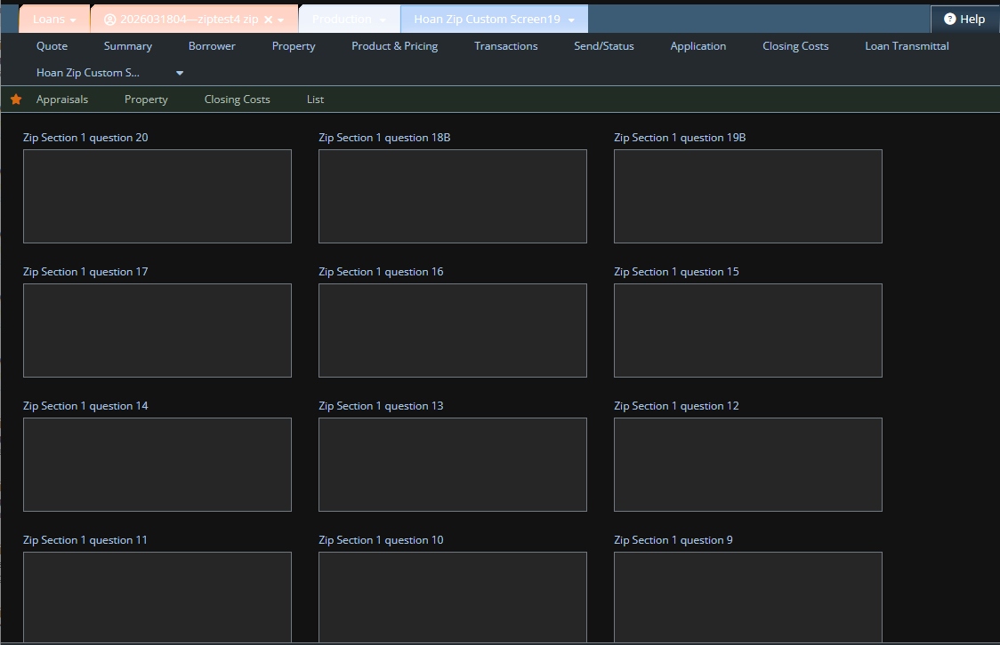 Loans 2026031804—ziptest4 zip Production Hoan Zip Custom Screen19 Help
Quote Summary Borrower Property Product & Pricing Transactions Send/Status Application Closing Costs Loan Transmittal
Hoan Zip Custom S...
Appraisals Property Closing Costs List
Zip Section 1 question 20 Zip Section 1 question 18B Zip Section 1 question 19B
Zip Section 1 question 17 Zip Section 1 question 16 Zip Section 1 question 15
Zip Section 1 question 14 Zip Section 1 question 13 Zip Section 1 question 12
Zip Section 1 question 11 Zip Section 1 question 10 Zip Section 1 question 9